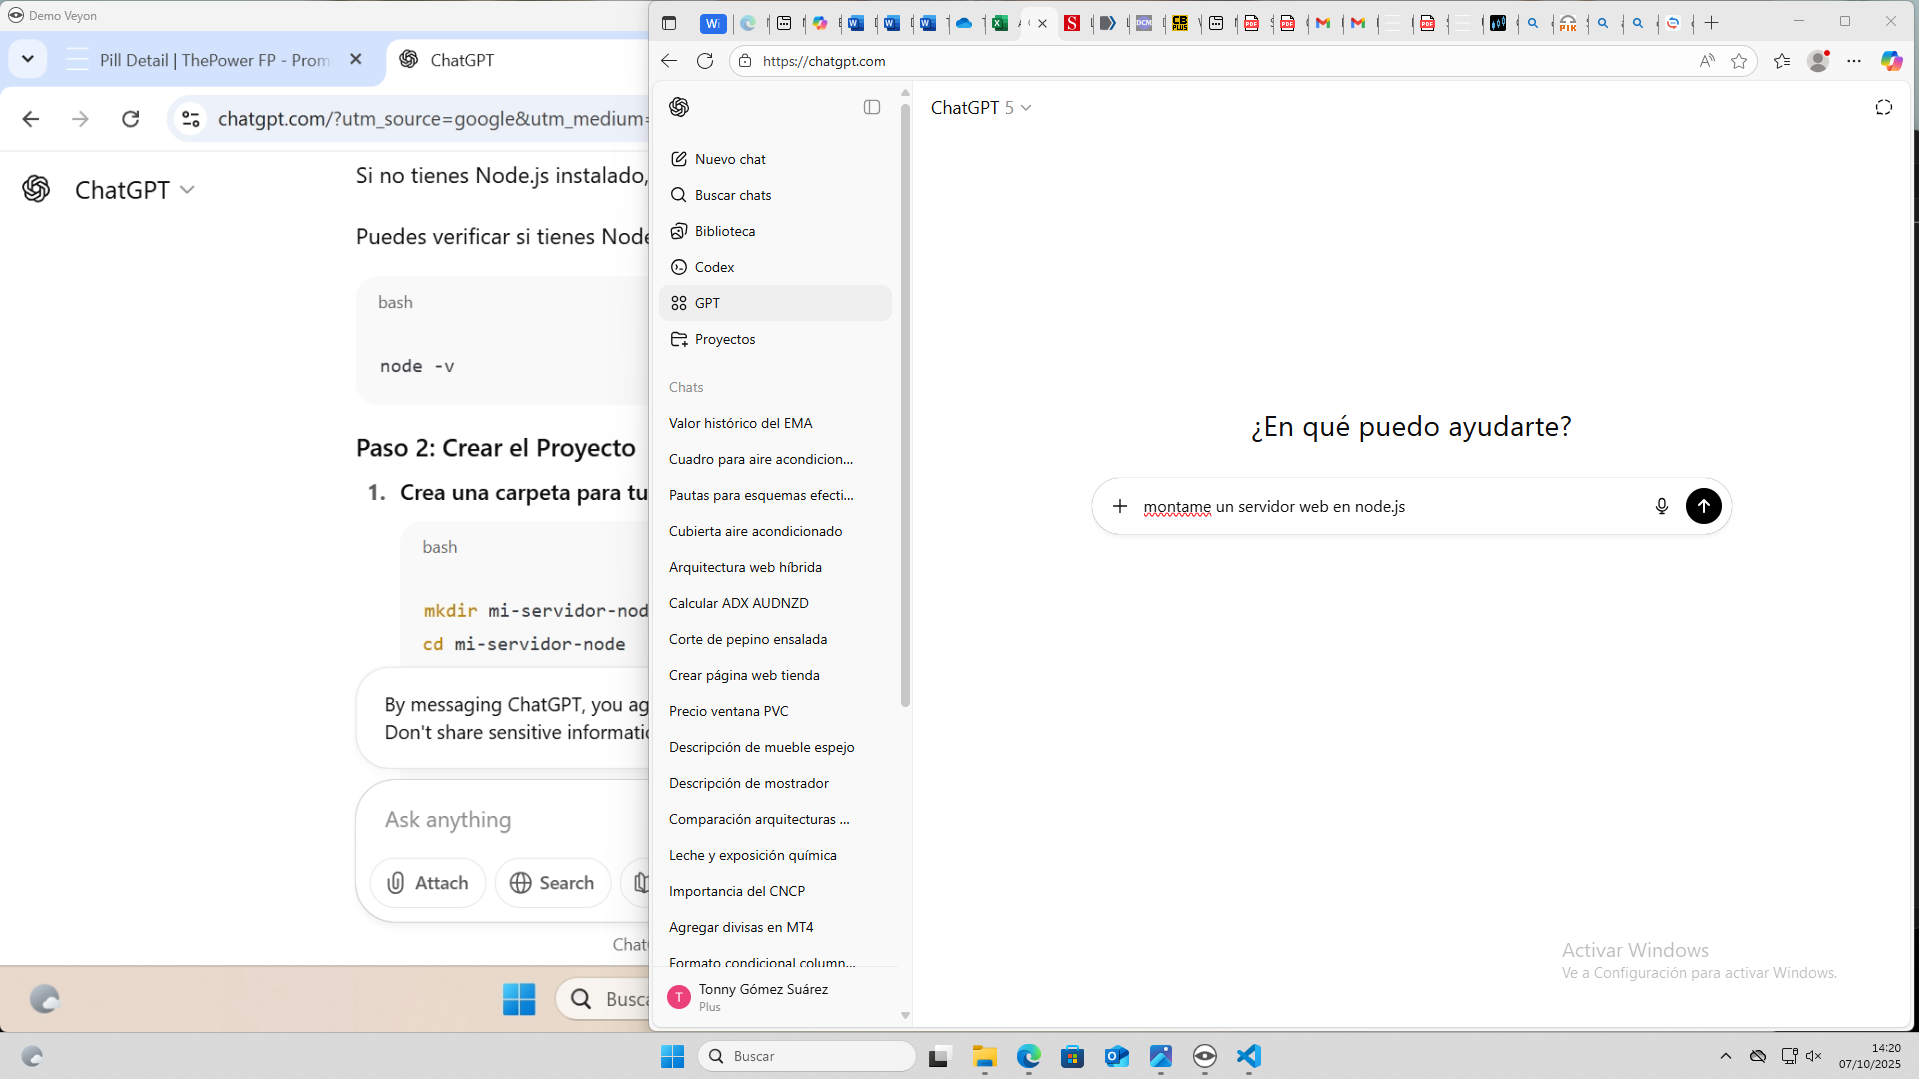 Demo Veyon
Pill Detail | ThePower FP - Prom
ChatGPT
chatgpt.com/?utm_source=google&utm_medium=
ChatGPT
Si no tienes Node.js instalado,
Puedes verificar si tienes Node
bash
node -v
Paso 2: Crear el Proyecto
1. Crea una carpeta para tu
bash
mkdir mi-servidor-nod
cd mi-servidor-node
By messaging ChatGPT, you ag
Don't share sensitive informatic
Ask anything
Attach
Search
Chat
Busca
https://chatgpt.com
ChatGPT 5
Nuevo chat
Buscar chats
Biblioteca
Codex
GPT
Proyectos
Chats
Valor histórico del EMA
Cuadro para aire acondicion...
Pautas para esquemas efecti...
Cubierta aire acondicionado
Arquitectura web híbrida
Calcular ADX AUDNZD
Corte de pepino ensalada
Crear página web tienda
Precio ventana PVC
Descripción de mueble espejo
Descripción de mostrador
Comparación arquitecturas ...
Leche y exposición química
Importancia del CNCP
Agregar divisas en MT4
Formato condicional column...
T
Tonny Gómez Suárez
Plus
¿En qué puedo ayudarte?
montame un servidor web en node.js
Activar Windows
Ve a Configuración para activar Windows.
Buscar
14:20
07/10/2025